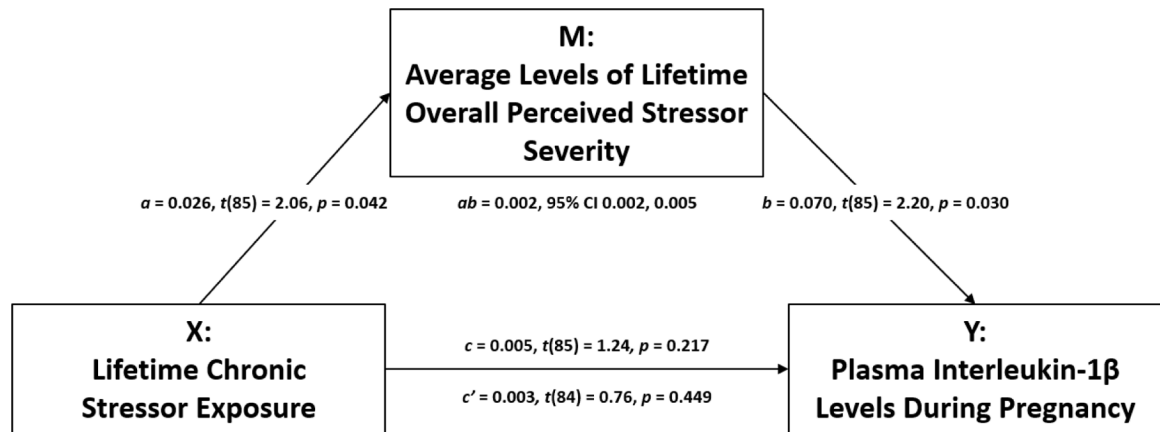 M:
Average Levels of Lifetime
Overall Perceived Stressor
Severity
a = 0.026, t(85) = 2.06, p = 0.042
ab = 0.002, 95% CI 0.002, 0.005
b = 0.070, t(85) = 2.20, p = 0.030
X:
Lifetime Chronic
Stressor Exposure
c = 0.005, t(85) = 1.24, p = 0.217
c’ = 0.003, t(84) = 0.76, p = 0.449
Y:
Plasma Interleukin-1β
Levels During Pregnancy